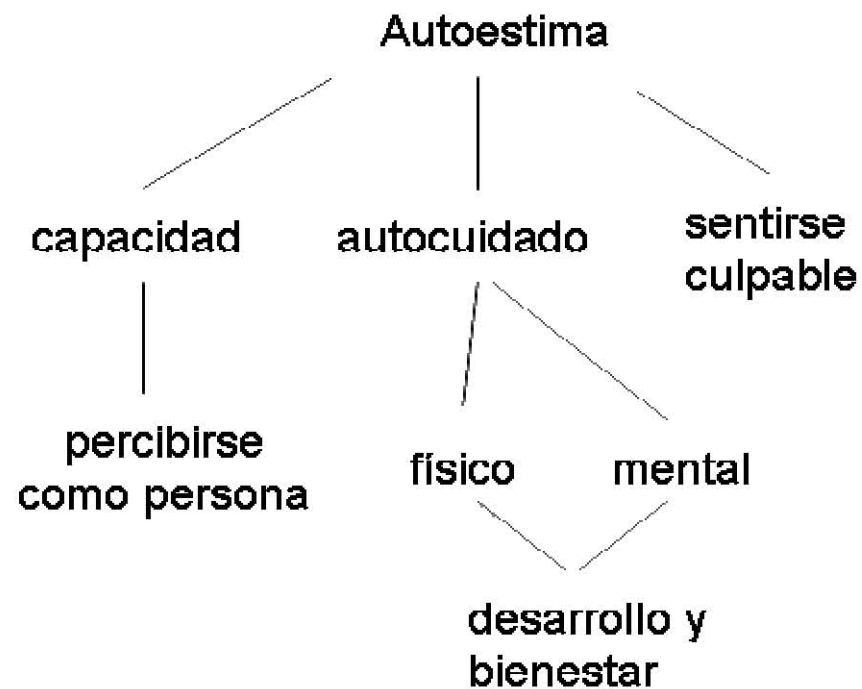 Autoestima
capacidad
autocuidado
sentirse
culpable
percibirse
como persona
físico
mental
desarrollo y
bienestar